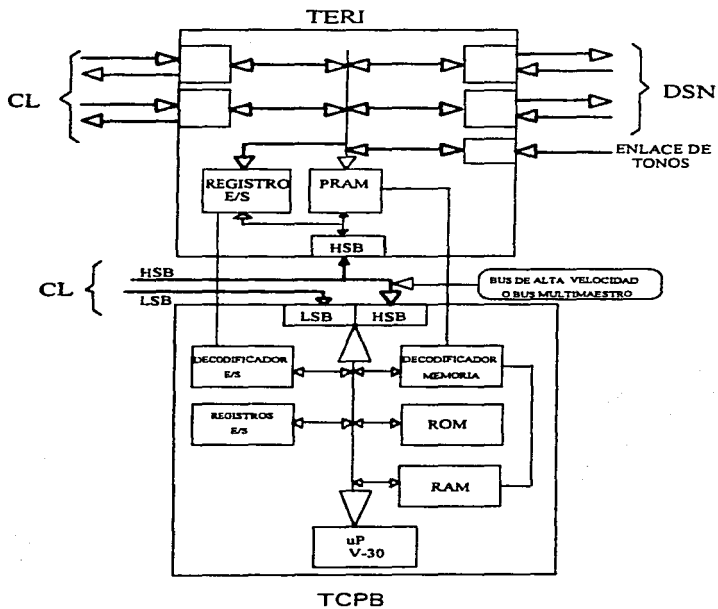 TERI
CL
DSN
ENLACE DE
TONOS
REGISTRO
E/S
PRAM
HSB
CL
HSB
LSB
BUS DE ALTA VELOCIDAD
O BUS MULTIMAESTRO
LSB
HSB
DECODIFICADOR
E/S
DECODIFICADOR
MEMORIA
REGISTROS
E/S
ROM
RAM
uP
V-30
TCPB